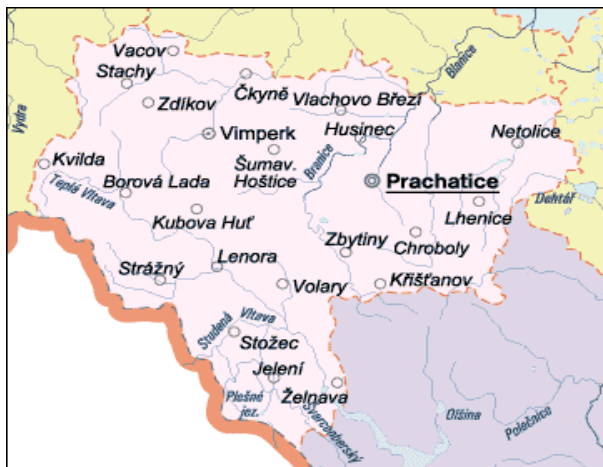 Vacov
Stachy
Čkyně
Zdíkov
Vlachovo Březí
Blanice
Vydra
Vimperk
Husinec
Netolice
Šumav.
Hoštice
Branice
Kvilda
Prachatice
Teplá Vltava
Borová Lada
Dehtář
Lhenice
Kubova Huť
Chroboly
Zbytiny
Lenora
Strážný
Volary
Křišťanov
Studená
Vltava
Stožec
Jelení
Želnava
Plešné
jez.
Svarcenberský
Olšina
Polečnice